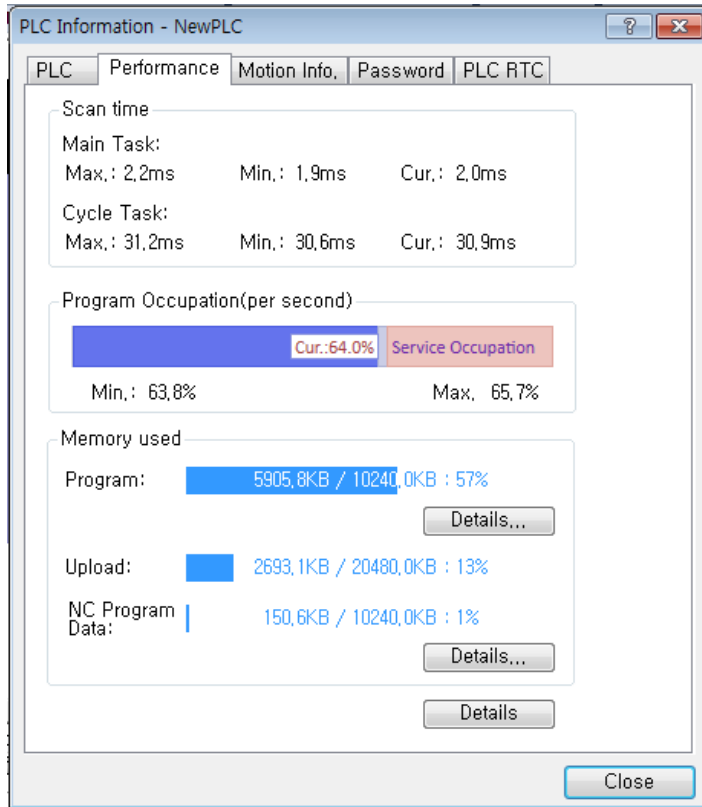 PLC Information - NewPLC
PLC Performance Motion Info. Password PLC RTC
Scan time
Main Task:
Max.: 2.2ms Min.: 1.9ms Cur.: 2.0ms
Cycle Task:
Max.: 31.2ms Min.: 30.6ms Cur.: 30.9ms
Program Occupation(per second)
Cur.:64.0% Service Occupation
Min.: 63.8% Max. 65.7%
Memory used
Program: 5905.8KB / 10240.0KB : 57%
Details...
Upload: 2693.1KB / 20480.0KB : 13%
NC Program
Data: 150.6KB / 10240.0KB : 1%
Details...
Details
Close